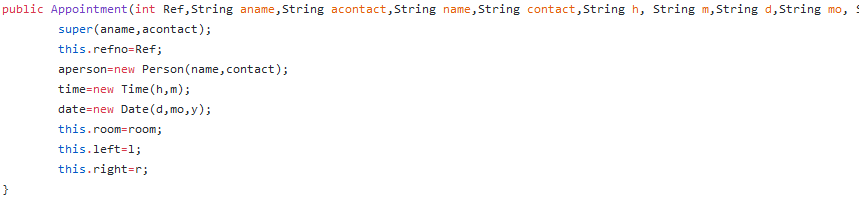 public Appointment(int Ref,String aname,String acontact,String name,String contact,String h, String m,String d,String mo,
super(aname,acontact);
this.refno=Ref;
aperson=new Person(name,contact);
time=new Time(h,m);
date=new Date(d,mo,y);
this.room=room;
this.left=l;
this.right=r;
}